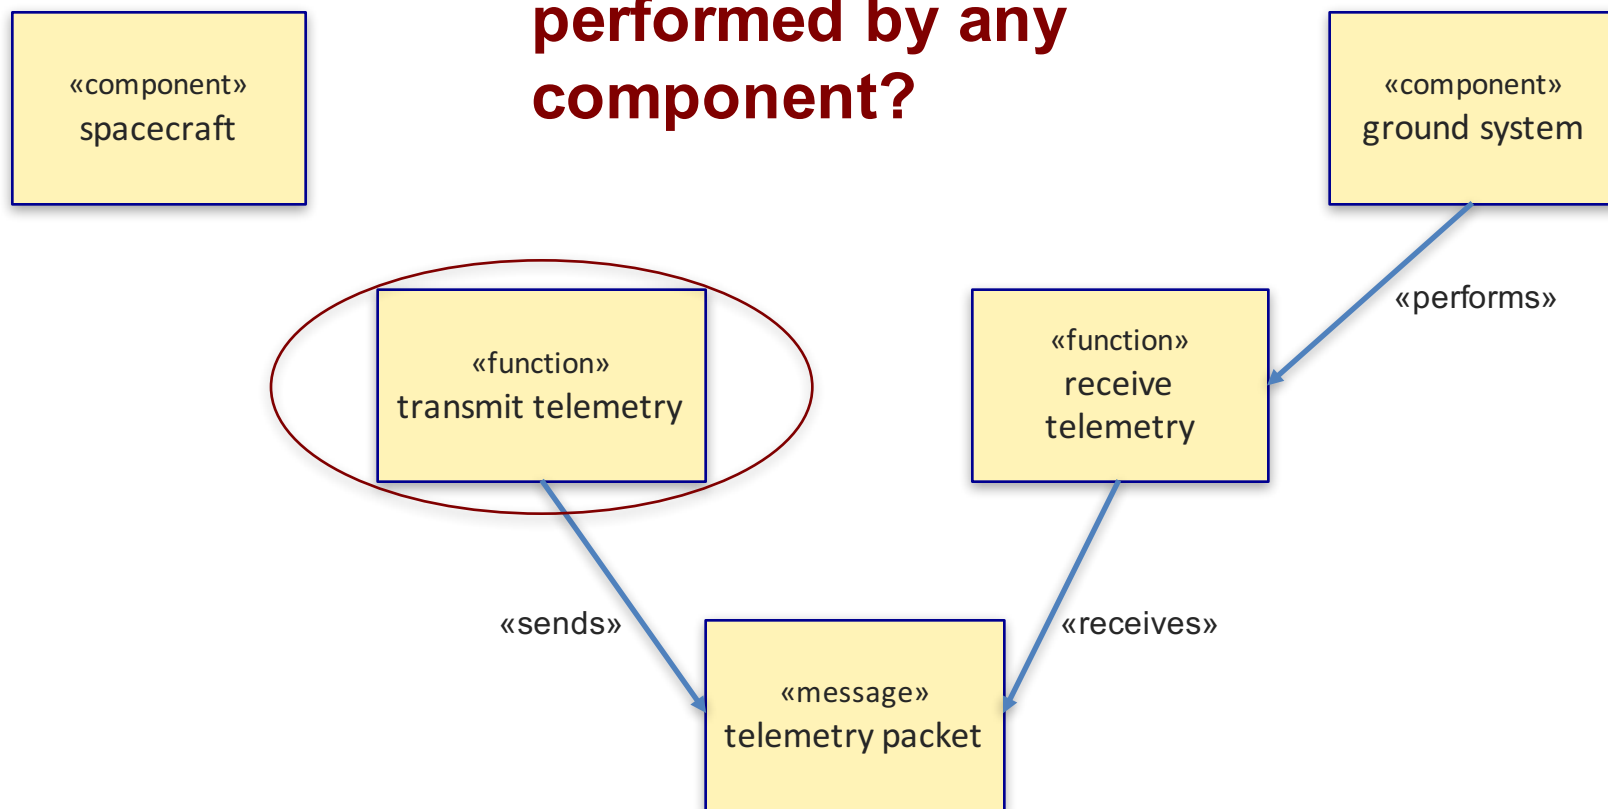 performed by any
component?
«component»
spacecraft
«component»
ground system
«performs»
«function»
transmit telemetry
«function»
receive
telemetry
«sends»
«receives»
«message»
telemetry packet